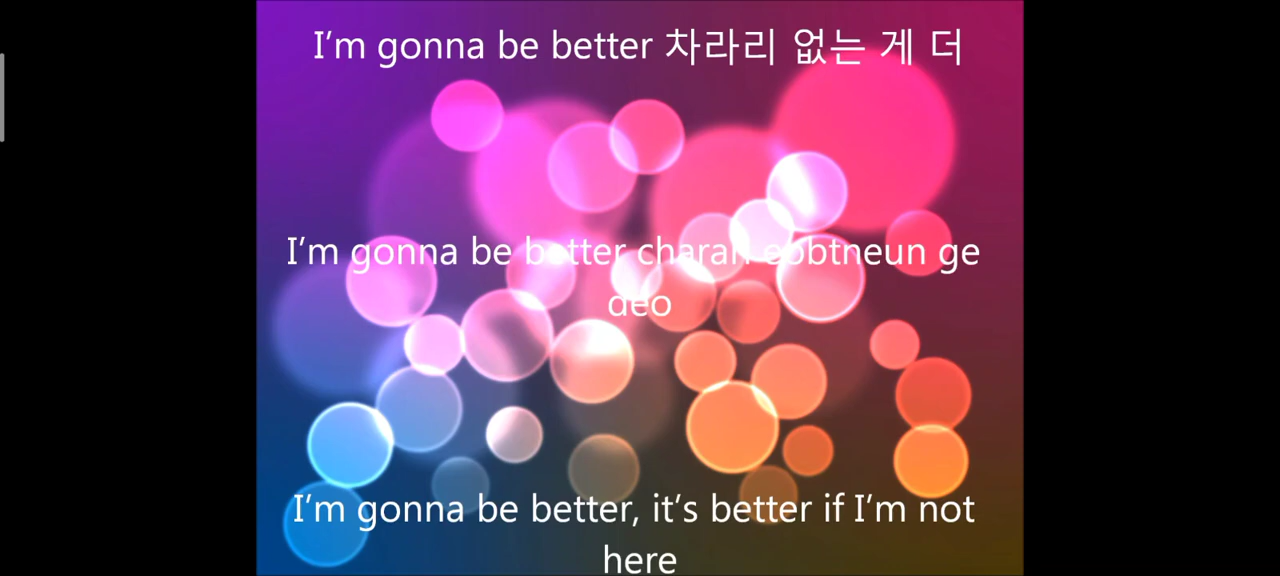 I'm gonna be better 차라리 없는 게 더
I'm gonna be better charari eobtneun ge
deo
I'm gonna be better, it's better if I'm not
here